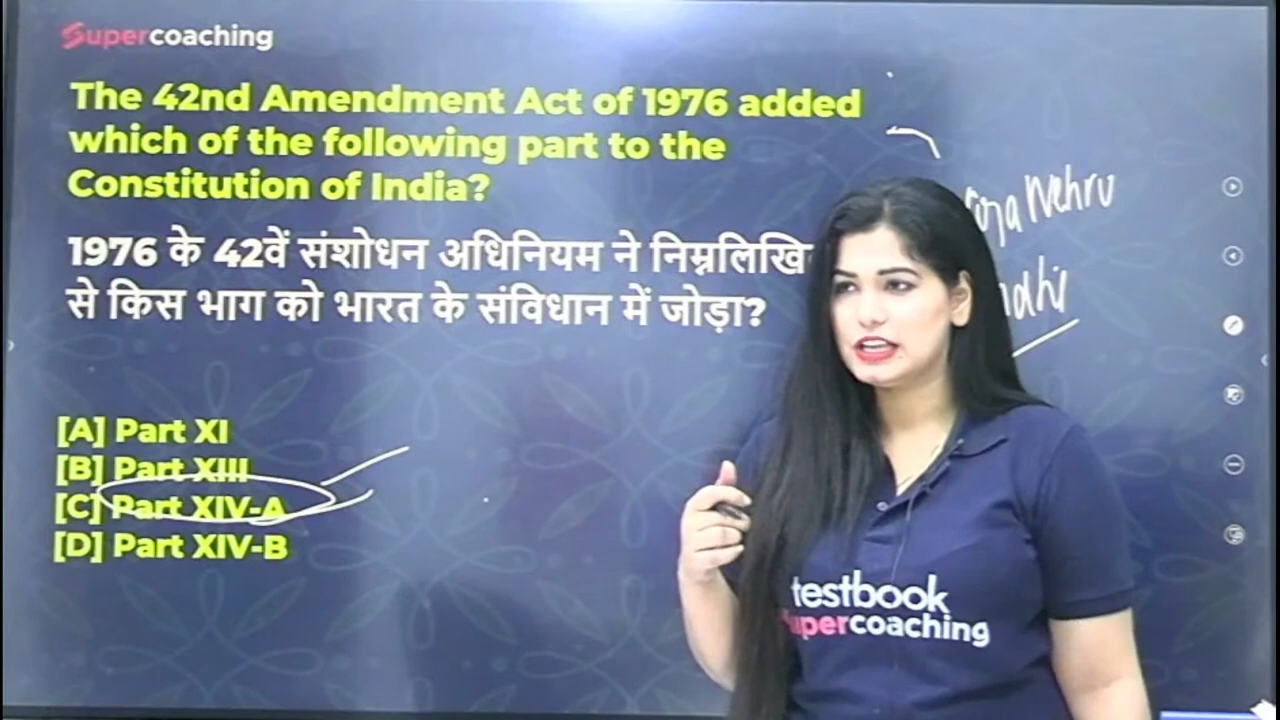 Supercoaching
The 42nd Amendment Act of 1976 added
which of the following part to the
Constitution of India?
1976 के 42वें संशोधन अधिनियम ने
से किस भाग को भारत के संविधान में जोड़ा?
Nehru
[A] Part XI
[B] Part XIII
[C] Part XIV-A
[D] Part XIV-B
testbook
Supercoaching